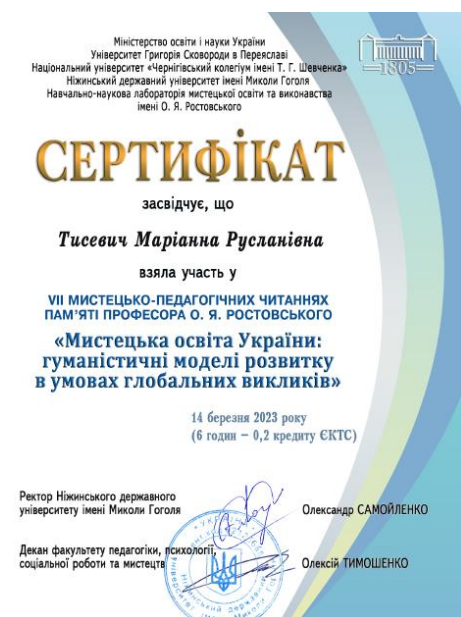 Міністерство освіти і науки України
Університет Григорія Сковороди в Переяславі
Національний університет «Чернігівський колегіум імені Т. Г. Шевченка»
Ніжинський державний університет імені Миколи Гоголя
Навчально-наукова лабораторія мистецької освіти та виконавства
імені О. Я. Ростовського
1805
СЕРТИФІКАТ
засвідчує, що
Тисевич Маріанна Русланівна
взяла участь у
VII МИСТЕЦЬКО-ПЕДАГОГІЧНИХ ЧИТАННЯХ
ПАМ'ЯТІ ПРОФЕСОРА О. Я. РОСТОВСЬКОГО
«Мистецька освіта України:
гуманістичні моделі розвитку
в умовах глобальних викликів»
14 березня 2023 року
(6 годин – 0,2 кредиту ЄКТС)
Ректор Ніжинського державного
університету імені Миколи Гоголя
Олександр САМОЙЛЕНКО
Декан факультету педагогіки, психології,
соціальної роботи та мистецтв
Олексій ТИМОШЕНКО